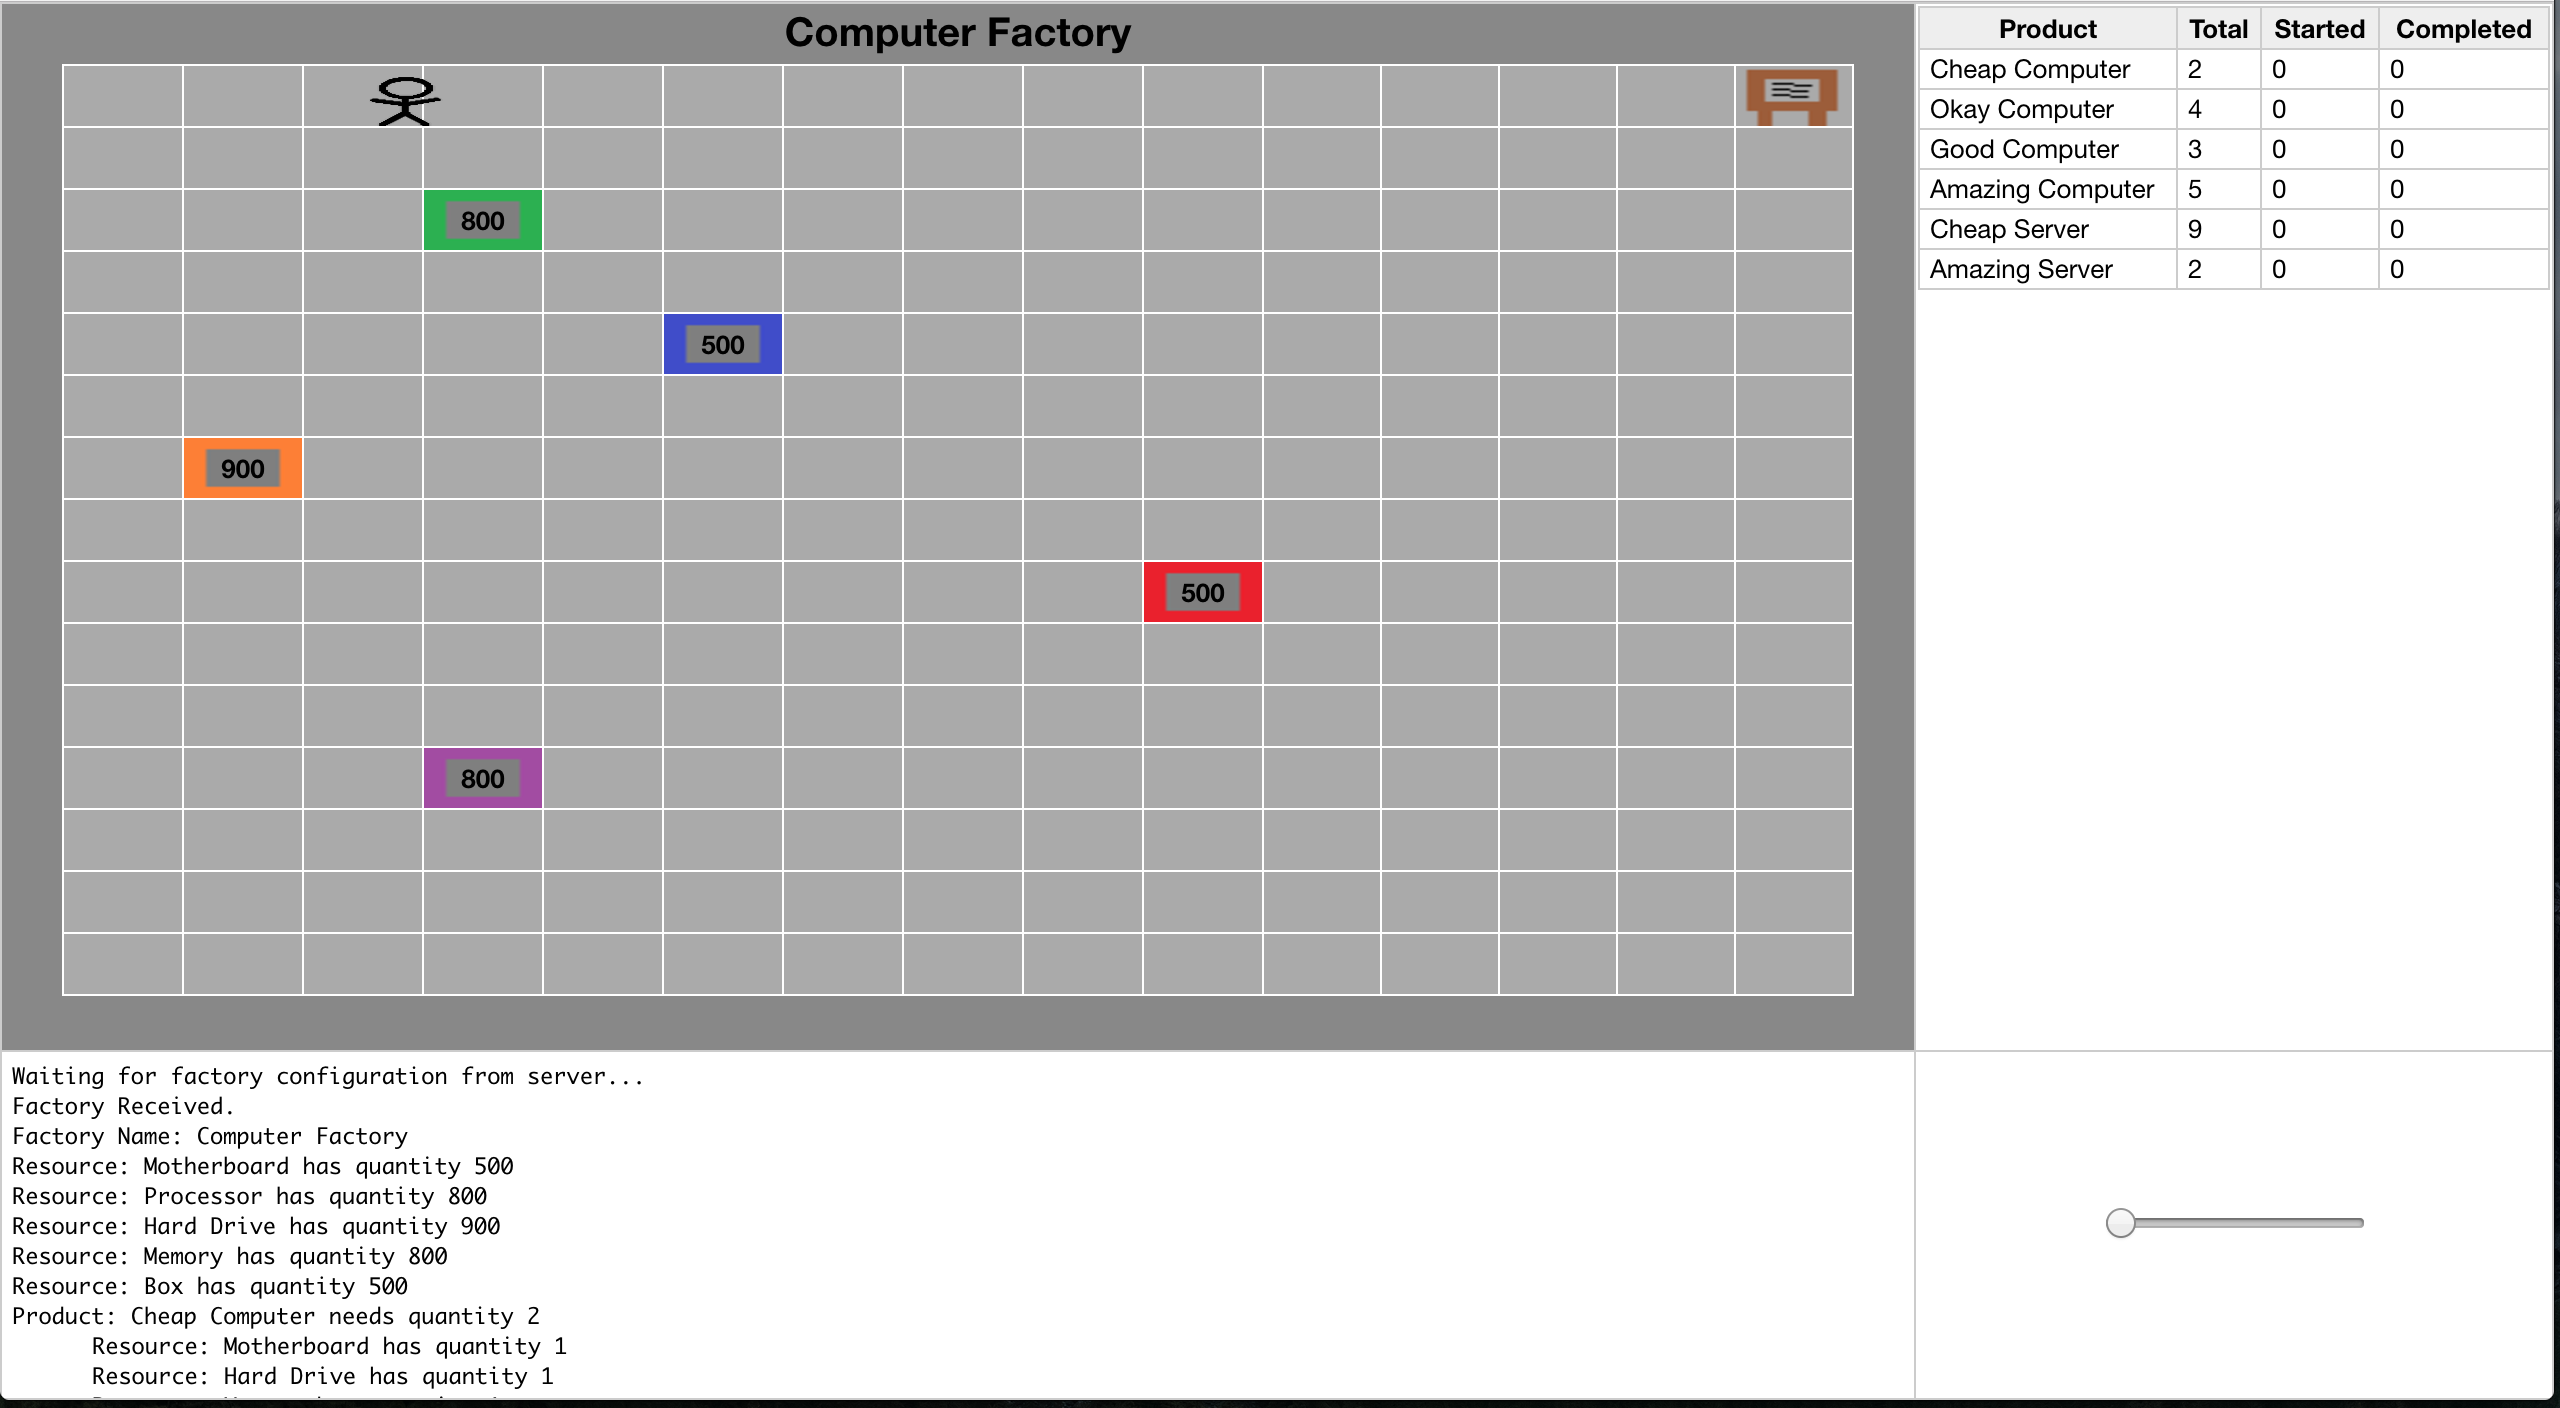 Computer Factory
800
500
900
500
800
Product Total Started Completed
Cheap Computer 2 0 0
Okay Computer 4 0 0
Good Computer 3 0 0
Amazing Computer 5 0 0
Cheap Server 9 0 0
Amazing Server 2 0 0
Waiting for factory configuration from server...
Factory Received.
Factory Name: Computer Factory
Resource: Motherboard has quantity 500
Resource: Processor has quantity 800
Resource: Hard Drive has quantity 900
Resource: Memory has quantity 800
Resource: Box has quantity 500
Product: Cheap Computer needs quantity 2
Resource: Motherboard has quantity 1
Resource: Hard Drive has quantity 1